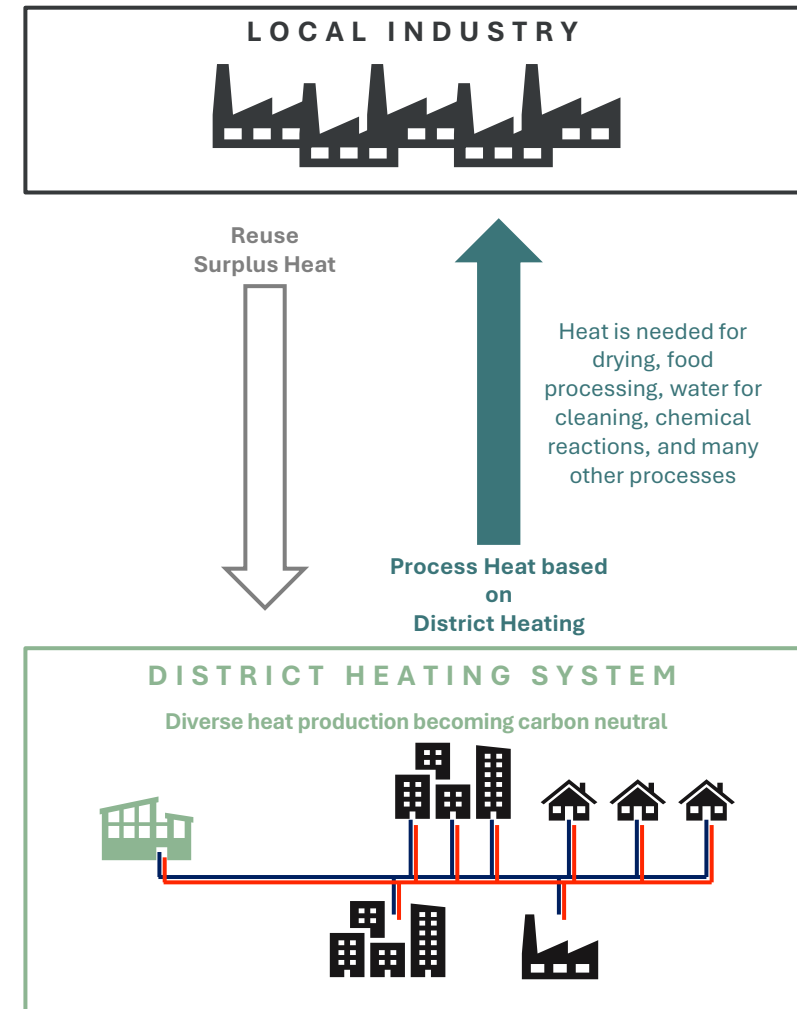 LOCAL INDUSTRY
Reuse
Surplus Heat
Heat is needed for
drying, food
processing, water for
cleaning, chemical
reactions, and many
other processes
Process Heat based
on
District Heating
DISTRICT HEATING SYSTEM
Diverse heat production becoming carbon neutral